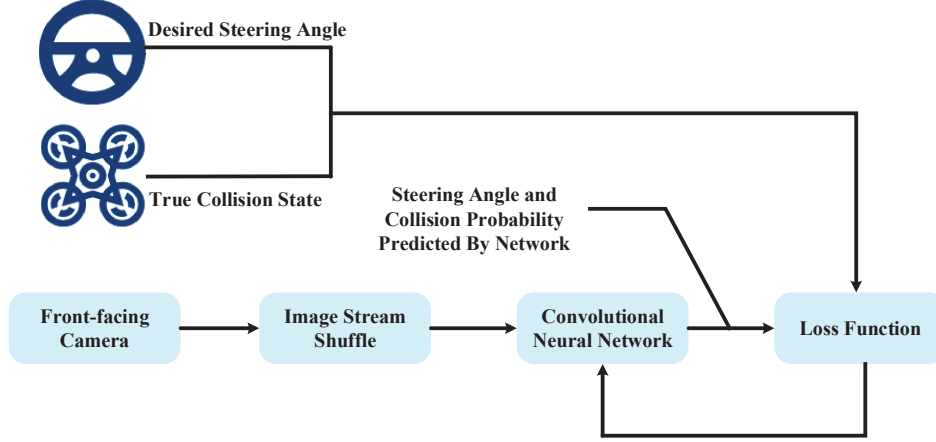 Desired Steering Angle
True Collision State
Steering Angle and
Collision Probability
Predicted By Network
Front-facing
Camera
Image Stream
Shuffle
Convolutional
Neural Network
Loss Function